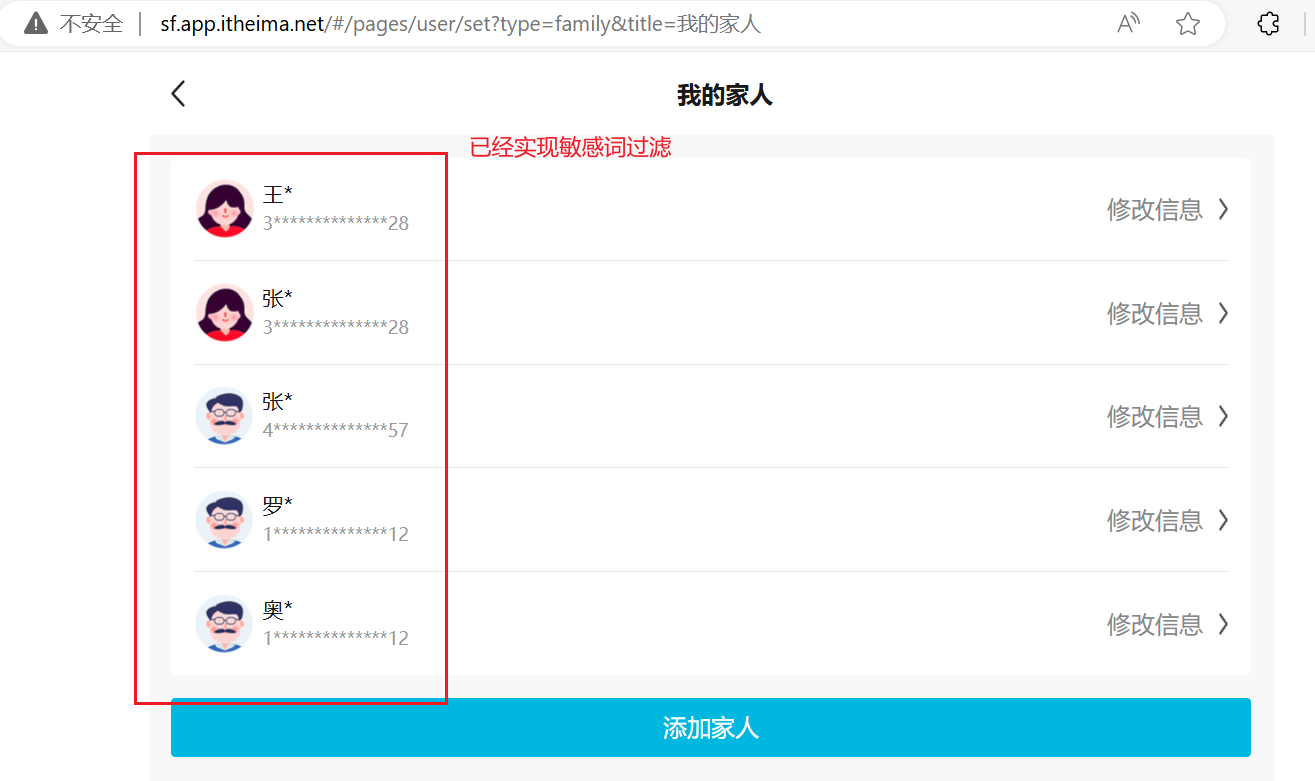 不安全 sf.app.itheima.net/#/pages/user/set?type=family&title=我的家人
我的家人
已经实现敏感词过滤
王*
3**************28
修改信息
张*
3**************28
修改信息
张*
4**************57
修改信息
罗*
1**************12
修改信息
奥*
1**************12
修改信息
添加家人